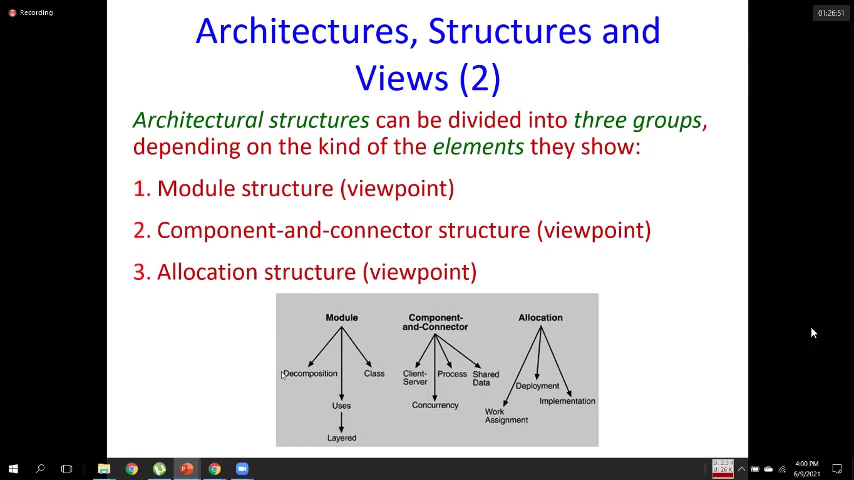 Recording
01:26:51
Architectures, Structures and
Views (2)
Architectural structures can be divided into three groups,
depending on the kind of the elements they show:
1. Module structure (viewpoint)
2. Component-and-connector structure (viewpoint)
3. Allocation structure (viewpoint)
Module
Component-
and-Connector
Allocation
Decomposition
Class
Uses
Layered
Client-
Server
Process
Shared
Data
Concurrency
Deployment
Implementation
Work
Assignment
4:00 PM
6/9/2021